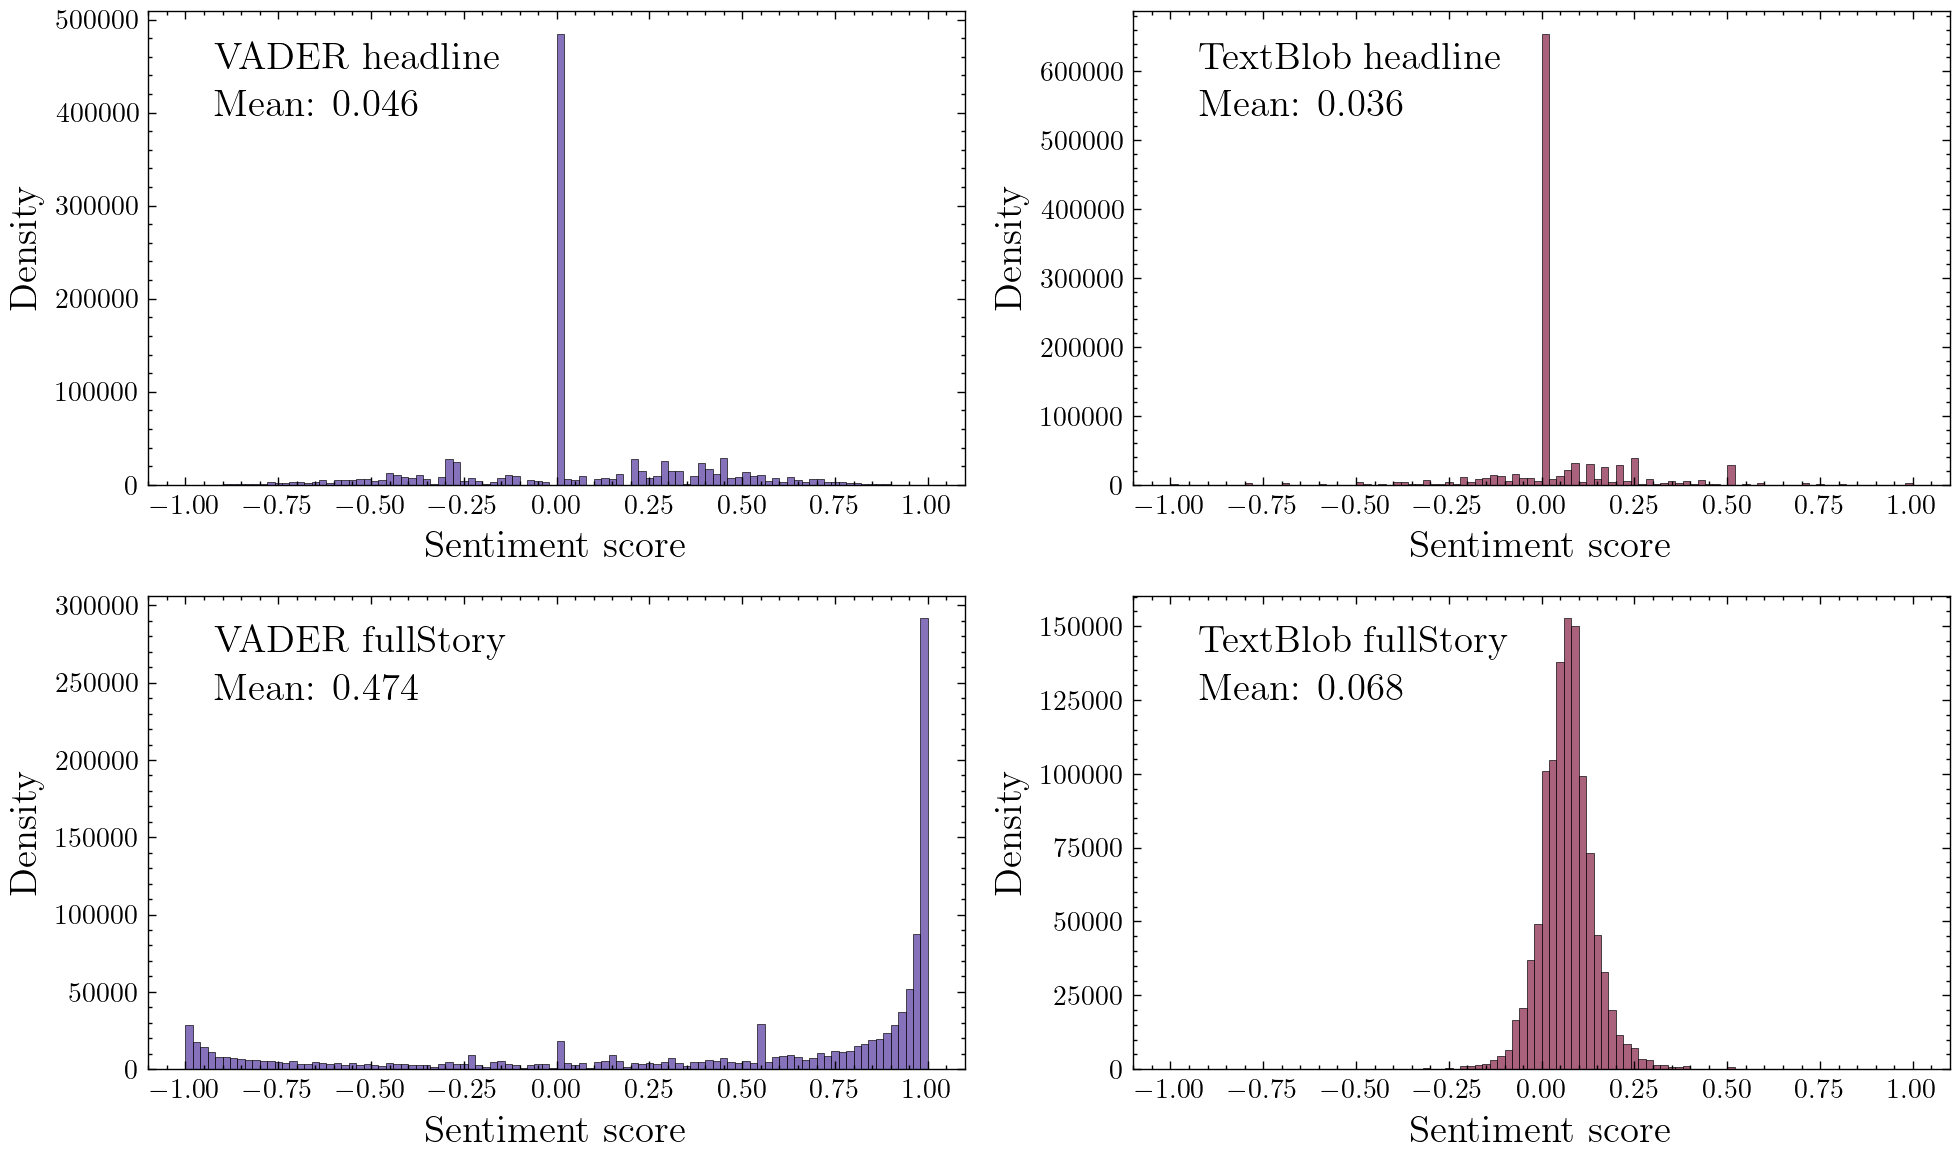 VADER headline
Mean: 0.046
Density
500000
400000
300000
200000
100000
0
−1.00 −0.75 −0.50 −0.25 0.00 0.25 0.50 0.75 1.00
Sentiment score
TextBlob headline
Mean: 0.036
Density
600000
500000
400000
300000
200000
100000
0
−1.00 −0.75 −0.50 −0.25 0.00 0.25 0.50 0.75 1.00
Sentiment score
VADER fullStory
Mean: 0.474
Density
300000
250000
200000
150000
100000
50000
0
−1.00 −0.75 −0.50 −0.25 0.00 0.25 0.50 0.75 1.00
Sentiment score
TextBlob fullStory
Mean: 0.068
Density
150000
125000
100000
75000
50000
25000
0
−1.00 −0.75 −0.50 −0.25 0.00 0.25 0.50 0.75 1.00
Sentiment score